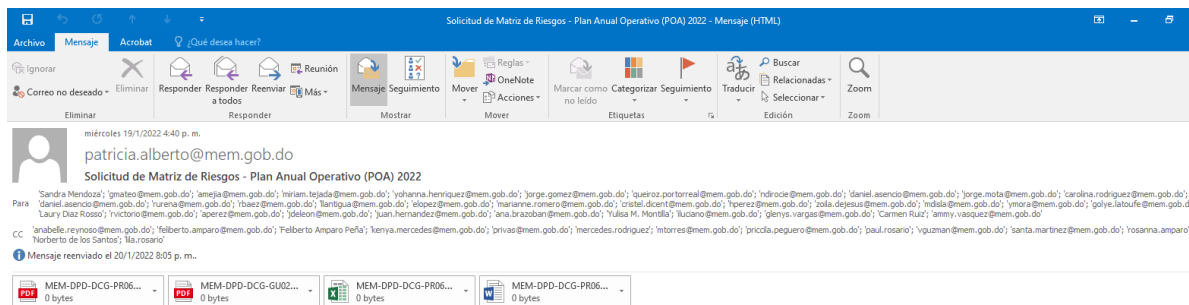 Solicitud de Matriz de Riesgos - Plan Anual Operativo (POA) 2022 - Mensaje (HTML)
Archivo Mensaje Acrobat ¿Qué desea hacer?
Ignorar
Correo no deseado
Eliminar
Responder
Responder a todos
Reenviar
Reunión
Más
Mensaje
Seguimiento
Mover
Reglas
OneNote
Acciones
Marcar como no leído
Categorizar
Seguimiento
Traducir
Buscar
Relacionadas
Seleccionar
Zoom
Eliminar Responder Mostrar Mover Etiquetas Edición Zoom
miércoles 19/1/2022 4:40 p. m.
patricia.alberto@mem.gob.do
Solicitud de Matriz de Riesgos - Plan Anual Operativo (POA) 2022
'Sandra Mendoza'; 'gmateo@mem.gob.do'; 'amejia@mem.gob.do'; 'miriam.tejada@mem.gob.do'; 'yohanna.henriquez@mem.gob.do'; 'jorge.gomez@mem.gob.do'; 'queiroz.portorreal@mem.gob.do'; 'ndirocie@mem.gob.do'; 'daniel.asencio@mem.gob.do'; 'jorge.mota@mem.gob.do'; 'carolina.rodriguez@mem.gob.do';
Para 'daniel.asencio@mem.gob.do'; 'rurena@mem.gob.do'; 'rbaez@mem.gob.do'; 'llantigua@mem.gob.do'; 'elopez@mem.gob.do'; 'marianne.romero@mem.gob.do'; 'cristel.dicent@mem.gob.do'; 'hperez@mem.gob.do'; 'zoila.dejesus@mem.gob.do'; 'mdisla@mem.gob.do'; 'ymora@mem.gob.do'; 'golye.latoufe@mem.gob.d
'Laury Diaz Rosso'; 'rvictorio@mem.gob.do'; 'aperez@mem.gob.do'; 'jdeleon@mem.gob.do'; 'juan.hernandez@mem.gob.do'; 'ana.brazoban@mem.gob.do'; 'Yulisa M. Montilla'; 'lluciano@mem.gob.do'; 'glenys.vargas@mem.gob.do'; 'Carmen Ruiz'; 'ammy.vasquez@mem.gob.do'
CC 'anabelle.reynoso@mem.gob.do'; 'feliberto.amparo@mem.gob.do'; 'Feliberto Amparo Peña'; 'kenya.mercedes@mem.gob.do'; 'privas@mem.gob.do'; 'mercedes.rodriguez'; 'mtorres@mem.gob.do'; 'priccila.peguero@mem.gob.do'; 'paul.rosario'; 'vguzman@mem.gob.do'; 'santa.martinez@mem.gob.do'; 'rosanna.amparo'
'Norberto de los Santos'; 'lila.rosario'
Mensaje reenviado el 20/1/2022 8:05 p. m..
MEM-DPD-DCG-PR06... MEM-DPD-DCG-GU02... MEM-DPD-DCG-PR06... MEM-DPD-DCG-PR06...
0 bytes 0 bytes 0 bytes 0 bytes